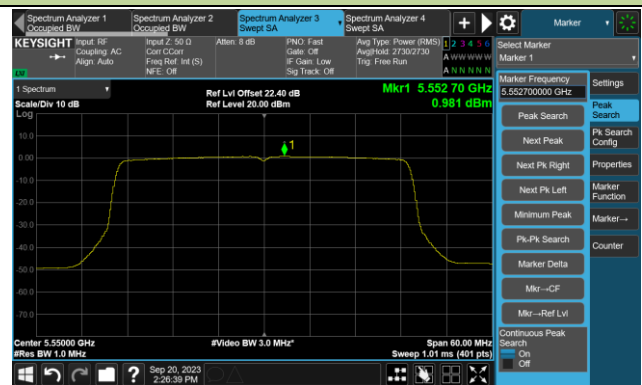 Spectrum Analyzer 1
Occupied BW
Spectrum Analyzer 2
Occupied BW
Spectrum Analyzer 3
Swept SA
Spectrum Analyzer 4
Swept SA
Marker
KEYSIGHT
Input: RF
Coupling: AC
Align: Auto
Input Z: 50 Ω
Corr CCorr
Freq Ref: Int (S)
NFE: Off
Atten: 8 dB
PNO: Fast
Gate: Off
IF Gain: Low
Sig Track: Off
Avg Type: Power (RMS)
Avg|Hold: 2730/2730
Trig: Free Run
1 2 3 4 5 6
A W W W W W
A N N N N N
LW
Select Marker
Marker 1
Marker Frequency
5.552700000 GHz
Settings
Peak Search
Peak
Search
Next Peak
Pk Search
Config
Next Pk Right
Properties
Next Pk Left
Marker
Function
Minimum Peak
Marker→
Pk-Pk Search
Counter
Marker Delta
Mkr→CF
Mkr→Ref Lvl
Continuous Peak
Search
On
Off
1 Spectrum
Scale/Div 10 dB
Log
Ref Lvl Offset 22.40 dB
Ref Level 20.00 dBm
Mkr1 5.552 70 GHz
0.981 dBm
1
10.0
0.00
-10.0
-20.0
-30.0
-40.0
-50.0
-60.0
-70.0
Center 5.55000 GHz
#Res BW 1.0 MHz
#Video BW 3.0 MHz*
Span 60.00 MHz
Sweep 1.01 ms (401 pts)
?
Sep 20, 2023
2:26:39 PM